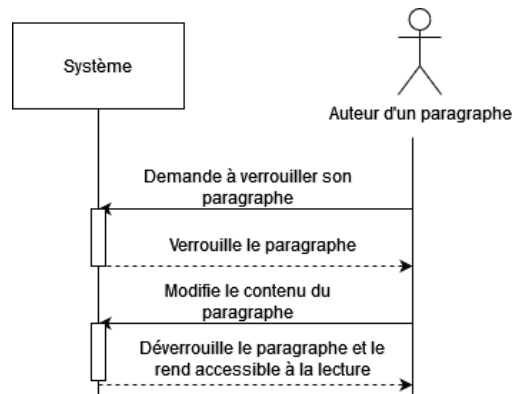 Système
Auteur d'un paragraphe
Demande à verrouiller son
paragraphe
Verrouille le paragraphe
Modifie le contenu du
paragraphe
Déverrouille le paragraphe et le
rend accessible à la lecture